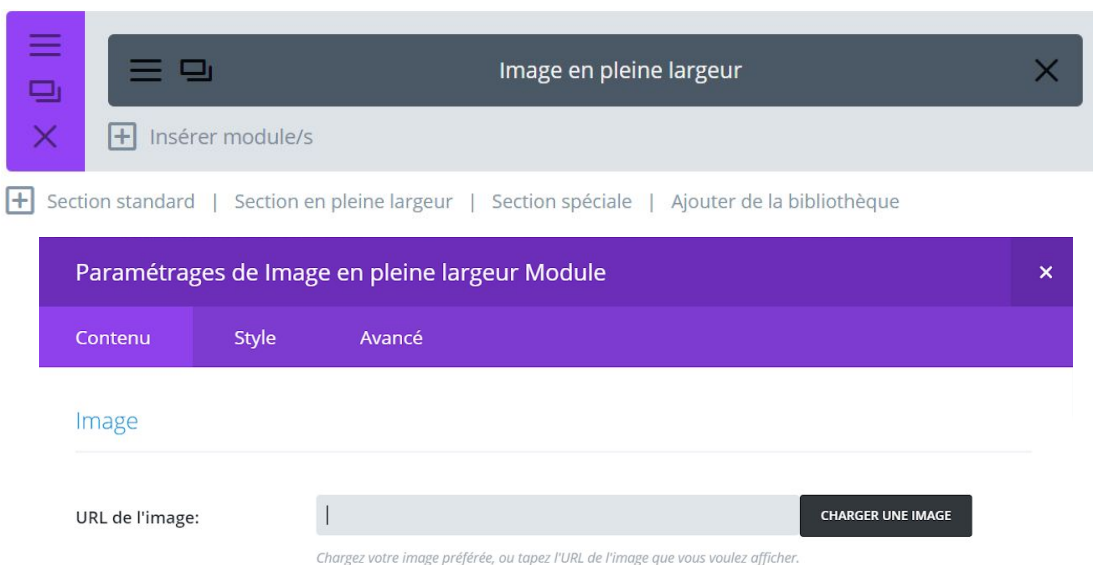 Image en pleine largeur
Insérer module/s
Section standard | Section en pleine largeur | Section spéciale | Ajouter de la bibliothèque
Paramétrages de Image en pleine largeur Module
Contenu Style Avancé
Image
URL de l'image: CHARGER UNE IMAGE
Chargez votre image préférée, ou tapez l'URL de l'image que vous voulez afficher.